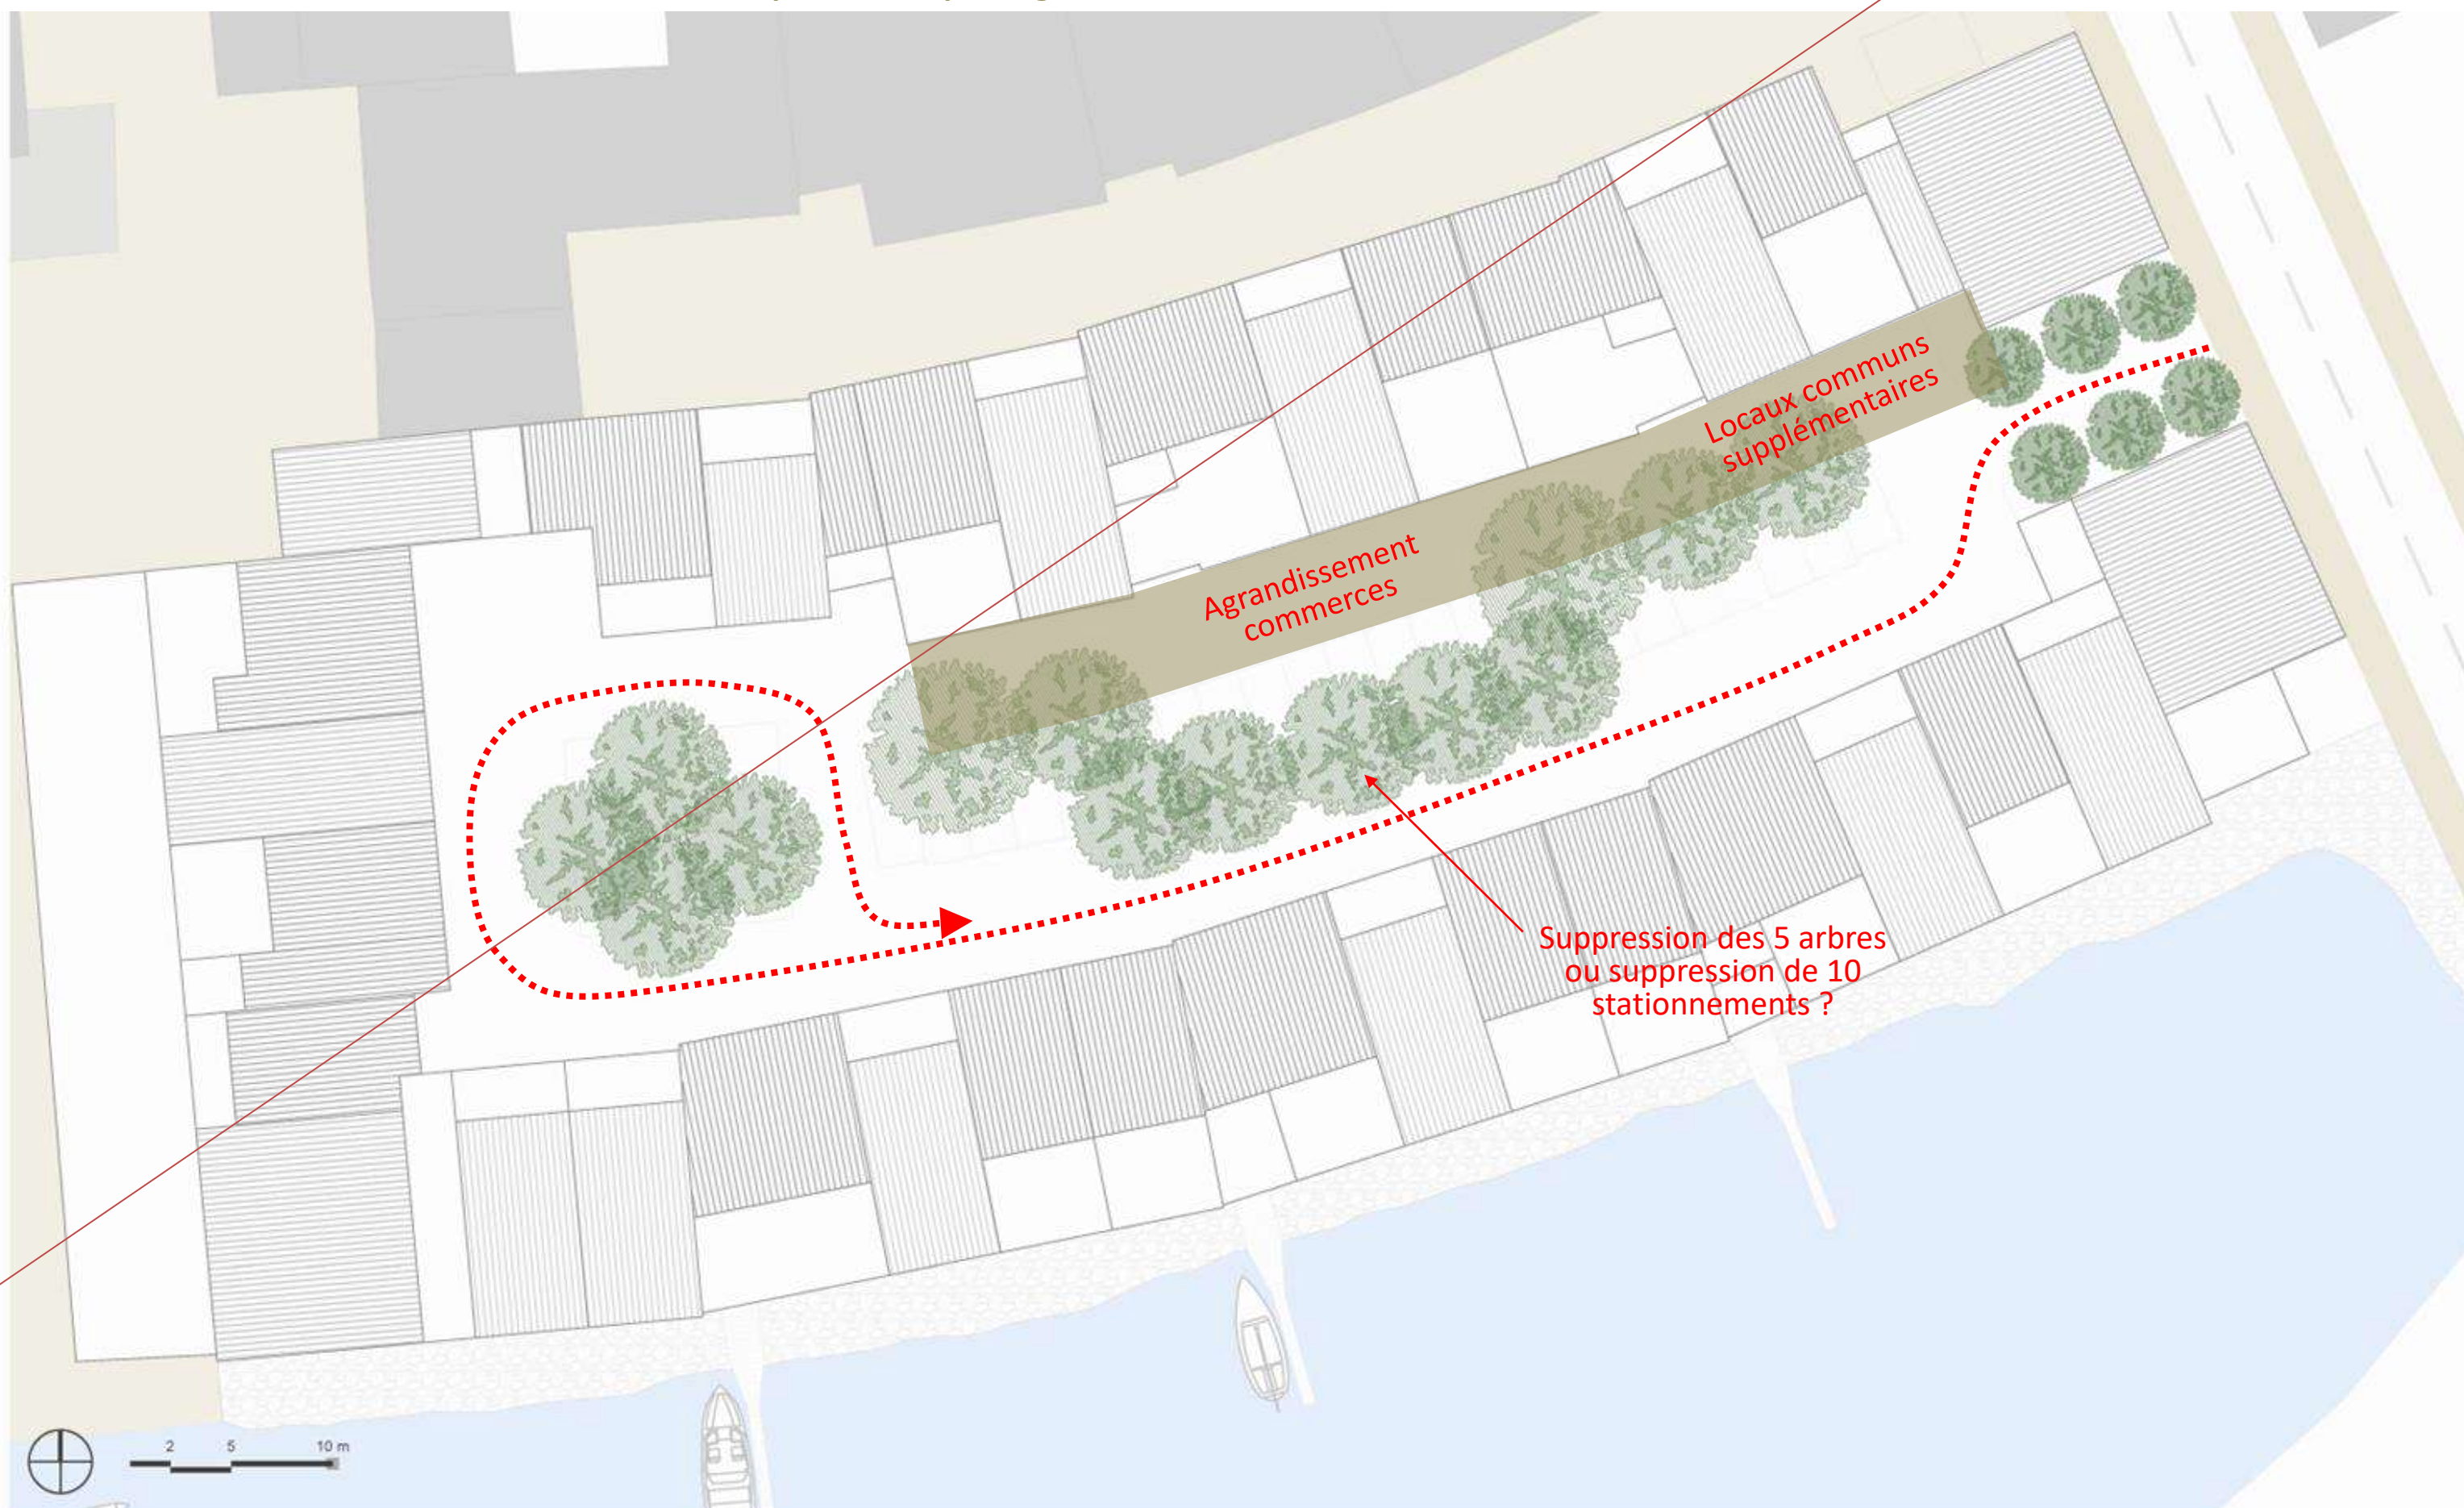 Locaux communs
supplémentaires
Agrandissement
commerces
Suppression des 5 arbres
ou suppression de 10
stationnements ?
2 5 10 m